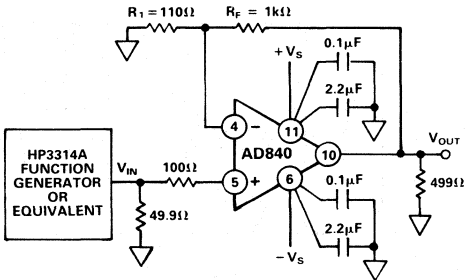 R1 = 110Ω
RF = 1kΩ
+VS
0.1µF
2.2µF
4
−
11
AD840
10
VOUT
HP3314A
FUNCTION
GENERATOR
OR
EQUIVALENT
VIN
100Ω
5
+
6
0.1µF
499Ω
49.9Ω
2.2µF
−VS